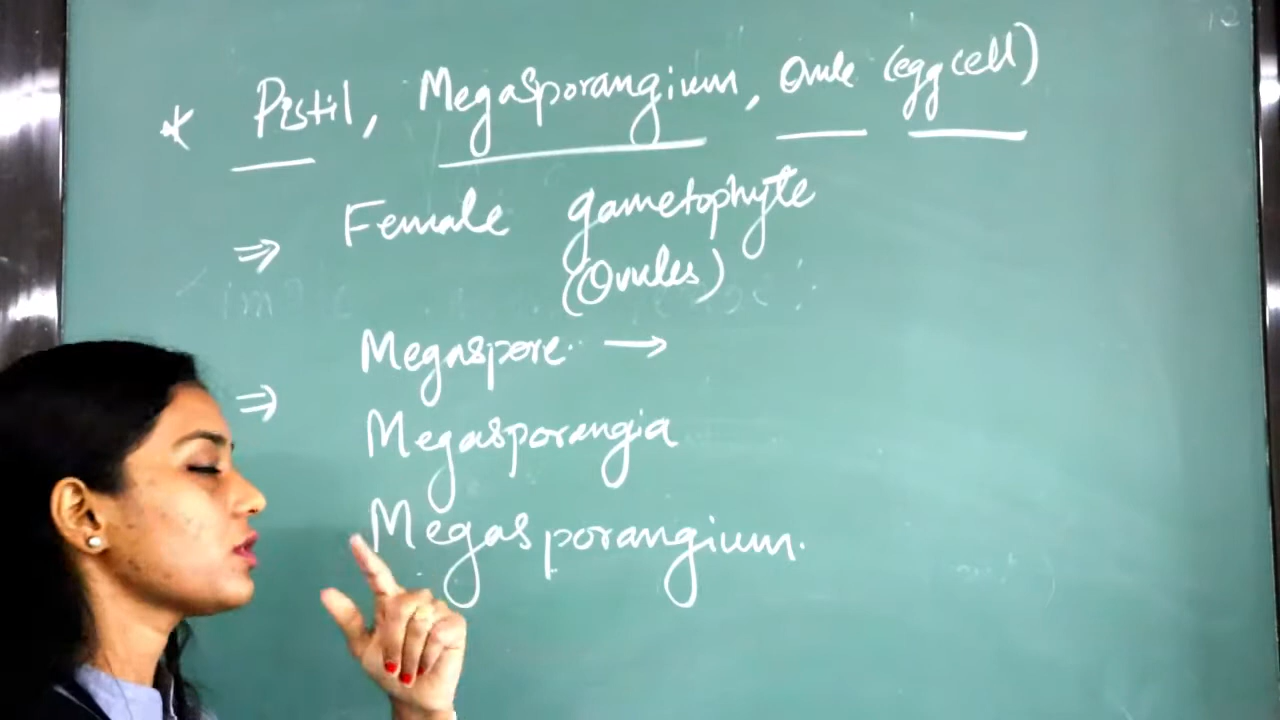 * Pistil, Megasporangium, Ovule (egg cell)
⇒ Female gametophyte
(Ovules)
⇒ Megaspore →
Megasporangia
Megasporangium.